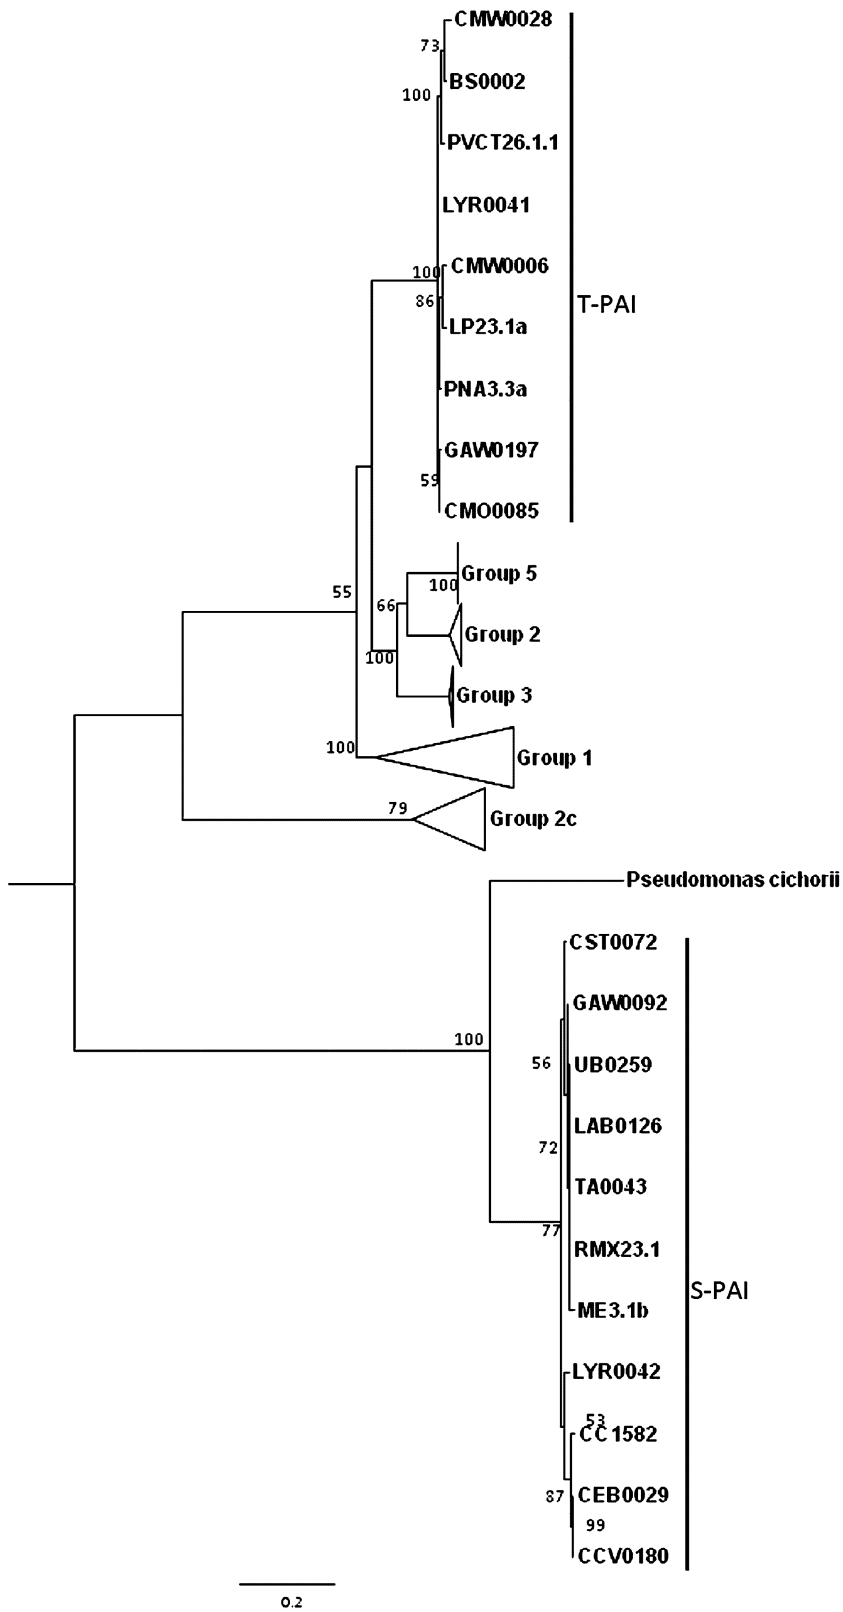 CMW0028
73
BS0002
100
PVCT26.1.1
LYR0041
CMW0006
100
86
T-PAI
LP23.1a
PNA3.3a
GAW0197
59
CMO0085
Group 5
100
55
66
Group 2
100
Group 3
100
Group 1
79
Group 2c
Pseudomonas cichorii
CST0072
GAW0092
100
56
UB0259
LAB0126
72
TA0043
77
RMX23.1
S-PAI
ME3.1b
LYR0042
53
CC1582
87
CEB0029
99
CCV0180
0.2